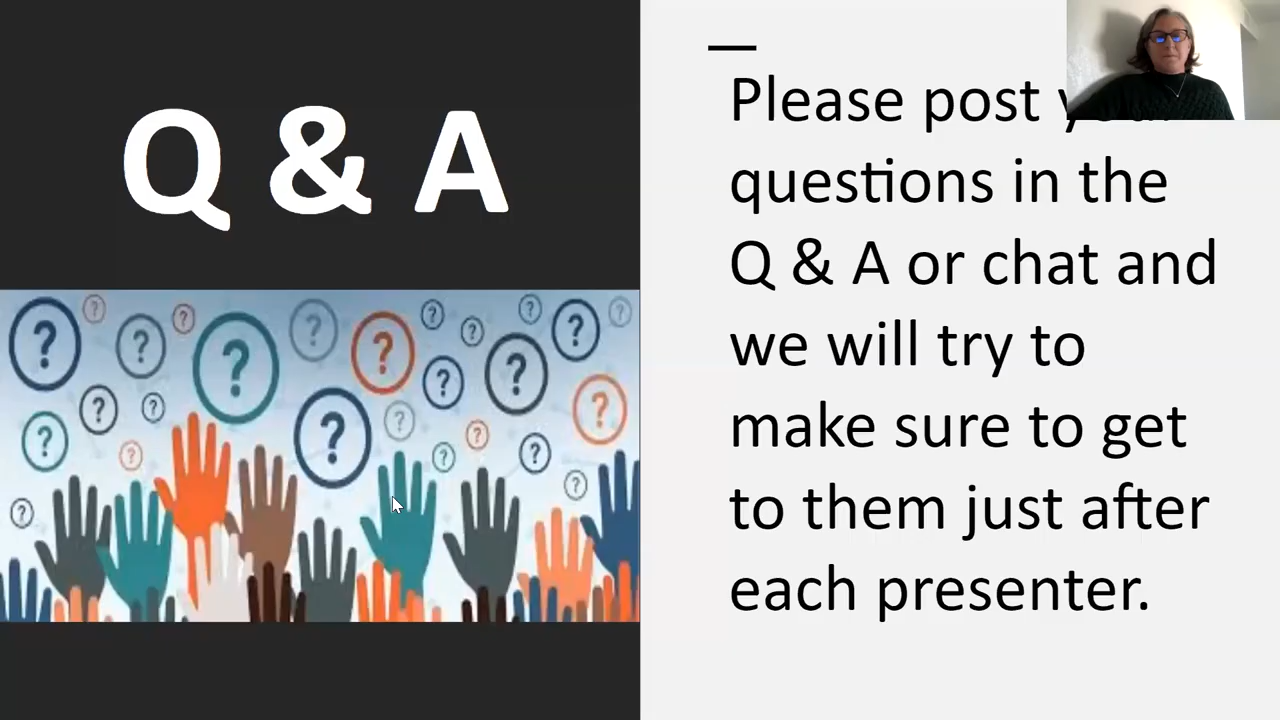 Q & A
Please post
questions in the
Q & A or chat and
we will try to
make sure to get
to them just after
each presenter.